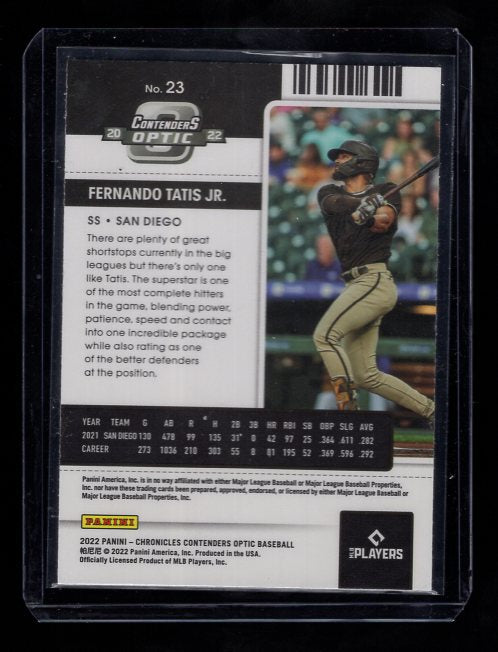 No. 23
CONTENDERS
20 OPTIC 22
FERNANDO TATIS JR.
SS • SAN DIEGO
There are plenty of great
shortstops currently in the big
leagues but there's only one
like Tatis. The superstar is one
of the most complete hitters
in the game, blending power,
patience, speed and contact
into one incredible package
while also rating as one
of the better defenders
at the position.
YEAR TEAM G AB R H 2B 3B HR RBI SB OBP SLG AVG
2021 SAN DIEGO 130 478 99 135 31 0 42 97 25 .364 .611 .282
CAREER 273 1036 210 303 55 8 81 195 52 .369 .596 .292
Panini America, Inc. is in no way affiliated with either Major League Baseball or Major League Baseball Properties,
Inc. nor have these trading cards been prepared, approved, endorsed, or licensed by either Major League Baseball or
Major League Baseball Properties, Inc.
PANINI
2022 PANINI – CHRONICLES CONTENDERS OPTIC BASEBALL
帕尼尼 © 2022 Panini America, Inc. Produced in the USA.
Officially Licensed Product of MLB Players, Inc.
MLB PLAYERS